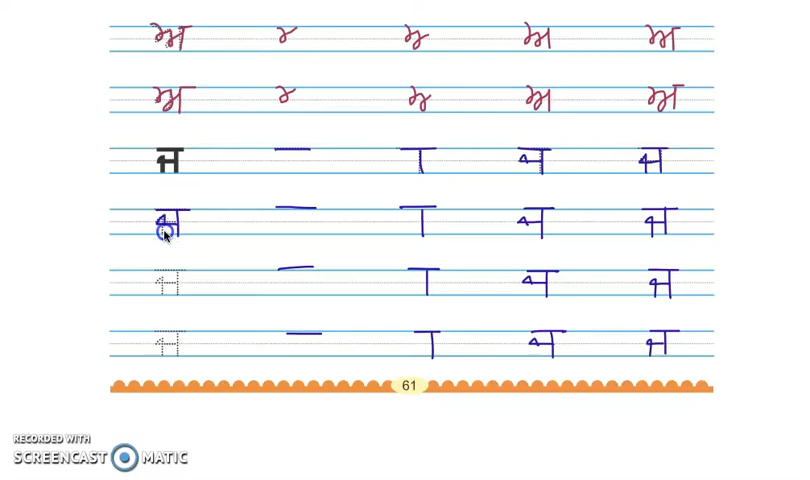 ਅ ਅ ਅ
ਅ ਅ ਅ
ਜ ਜ ਜ
ਜ ਜ ਜ
ਜ ਜ ਜ
ਜ ਜ ਜ
61
RECORDED WITH
SCREENCAST MATIC